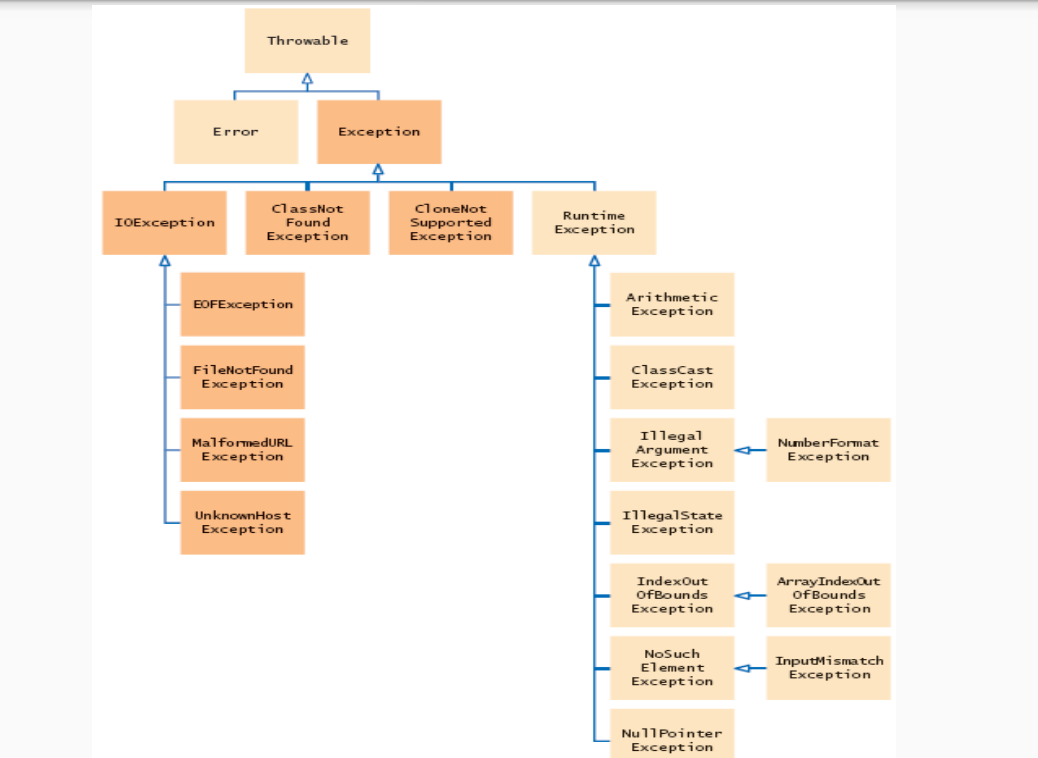 Throwable
Error
Exception
IOException
ClassNot
Found
Exception
CloneNot
Supported
Exception
Runtime
Exception
EOFException
FileNotFound
Exception
MalformedURL
Exception
UnknownHost
Exception
Arithmetic
Exception
ClassCast
Exception
Illegal
Argument
Exception
NumberFormat
Exception
IllegalState
Exception
IndexOut
OfBounds
Exception
ArrayIndexOut
OfBounds
Exception
NoSuch
Element
Exception
InputMismatch
Exception
NullPointer
Exception